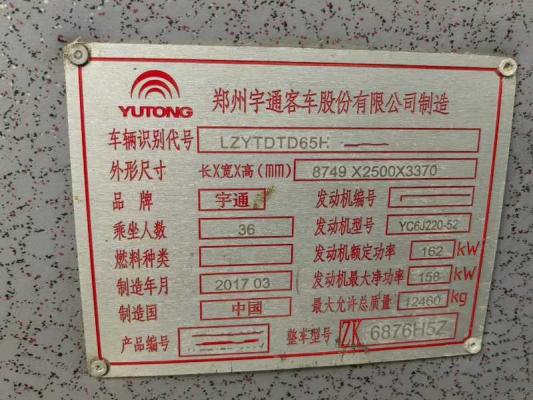 YUTONG
郑州宇通客车股份有限公司制造
车辆识别代号 LZYTDTD65H
外形尺寸 长X宽X高(mm) 8749X2500X3370
品牌 宇通 发动机编号
乘坐人数 36 发动机型号 YC6J220-52
燃料种类 发动机额定功率 162 kW
制造年月 2017 03 发动机最大净功率 158 kW
制造国 中国 最大允许总质量 12460 kg
产品编号 整车型号 ZK 6876H5Z